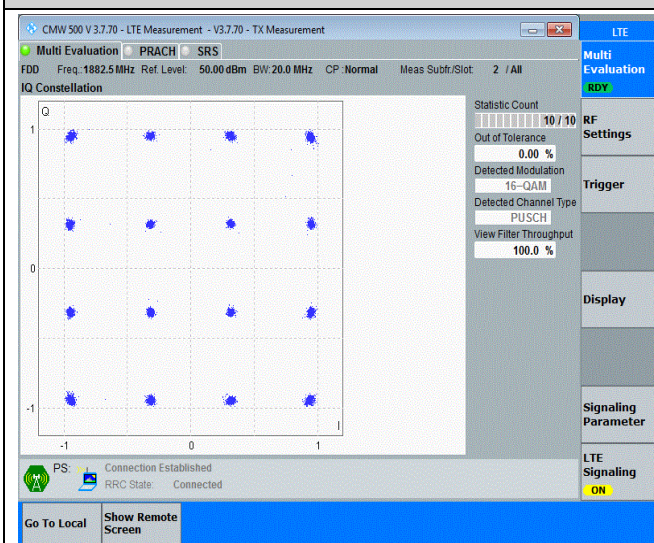 CMW 500 V 3.7.70 - LTE Measurement - V3.7.70 - TX Measurement
LTE
Multi Evaluation PRACH SRS
Multi
Evaluation
RDY
FDD Freq.:1882.5 MHz Ref. Level: 50.00 dBm BW:20.0 MHz CP :Normal Meas Subfr./Slot: 2 / All
IQ Constellation
Q
1
0
-1
-1 0 1
I
Statistic Count
10 / 10
Out of Tolerance
0.00 %
Detected Modulation
16-QAM
Detected Channel Type
PUSCH
View Filter Throughput
100.0 %
RF
Settings
Trigger
Display
Signaling
Parameter
LTE
Signaling
ON
PS: Connection Established
RRC State: Connected
Go To Local
Show Remote
Screen